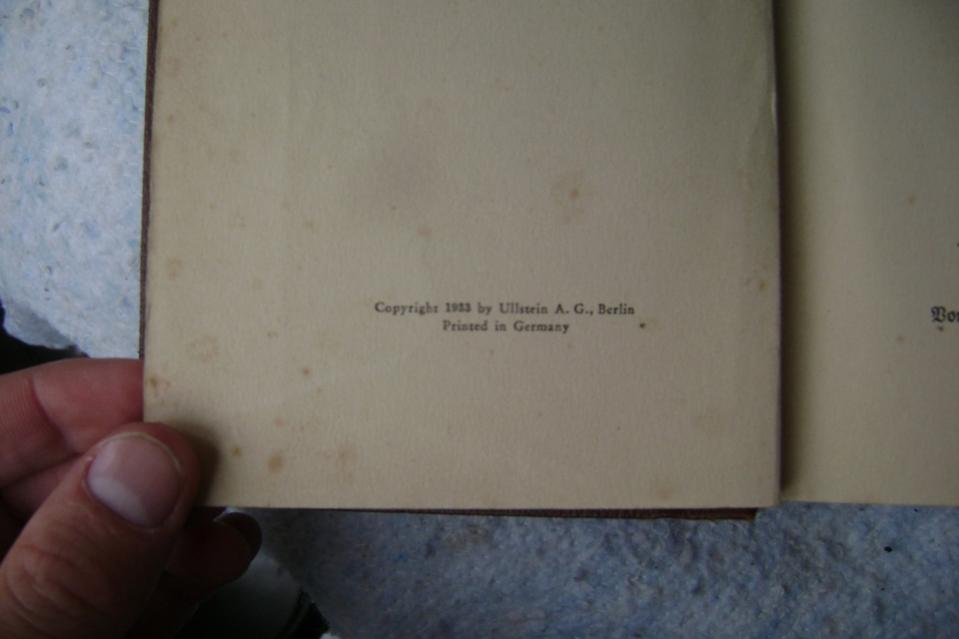 Copyright 1933 by Ullstein A. G., Berlin
Printed in Germany